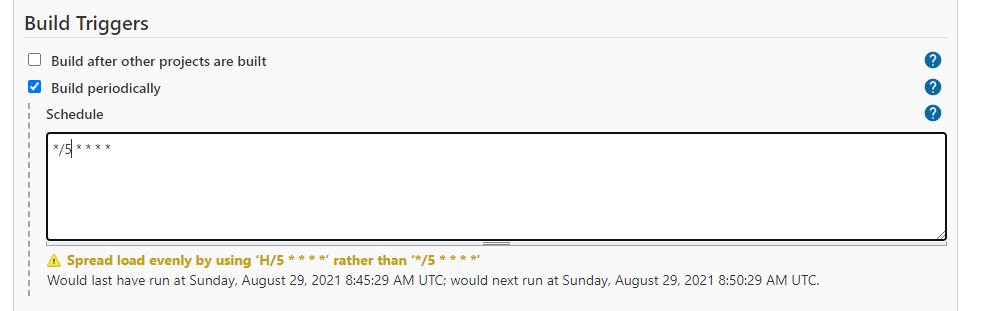 Build Triggers
Build after other projects are built
?
Build periodically
?
Schedule
?
*/5 * * * *
Spread load evenly by using ‘H/5 * * * *’ rather than ‘*/5 * * * *’
Would last have run at Sunday, August 29, 2021 8:45:29 AM UTC; would next run at Sunday, August 29, 2021 8:50:29 AM UTC.